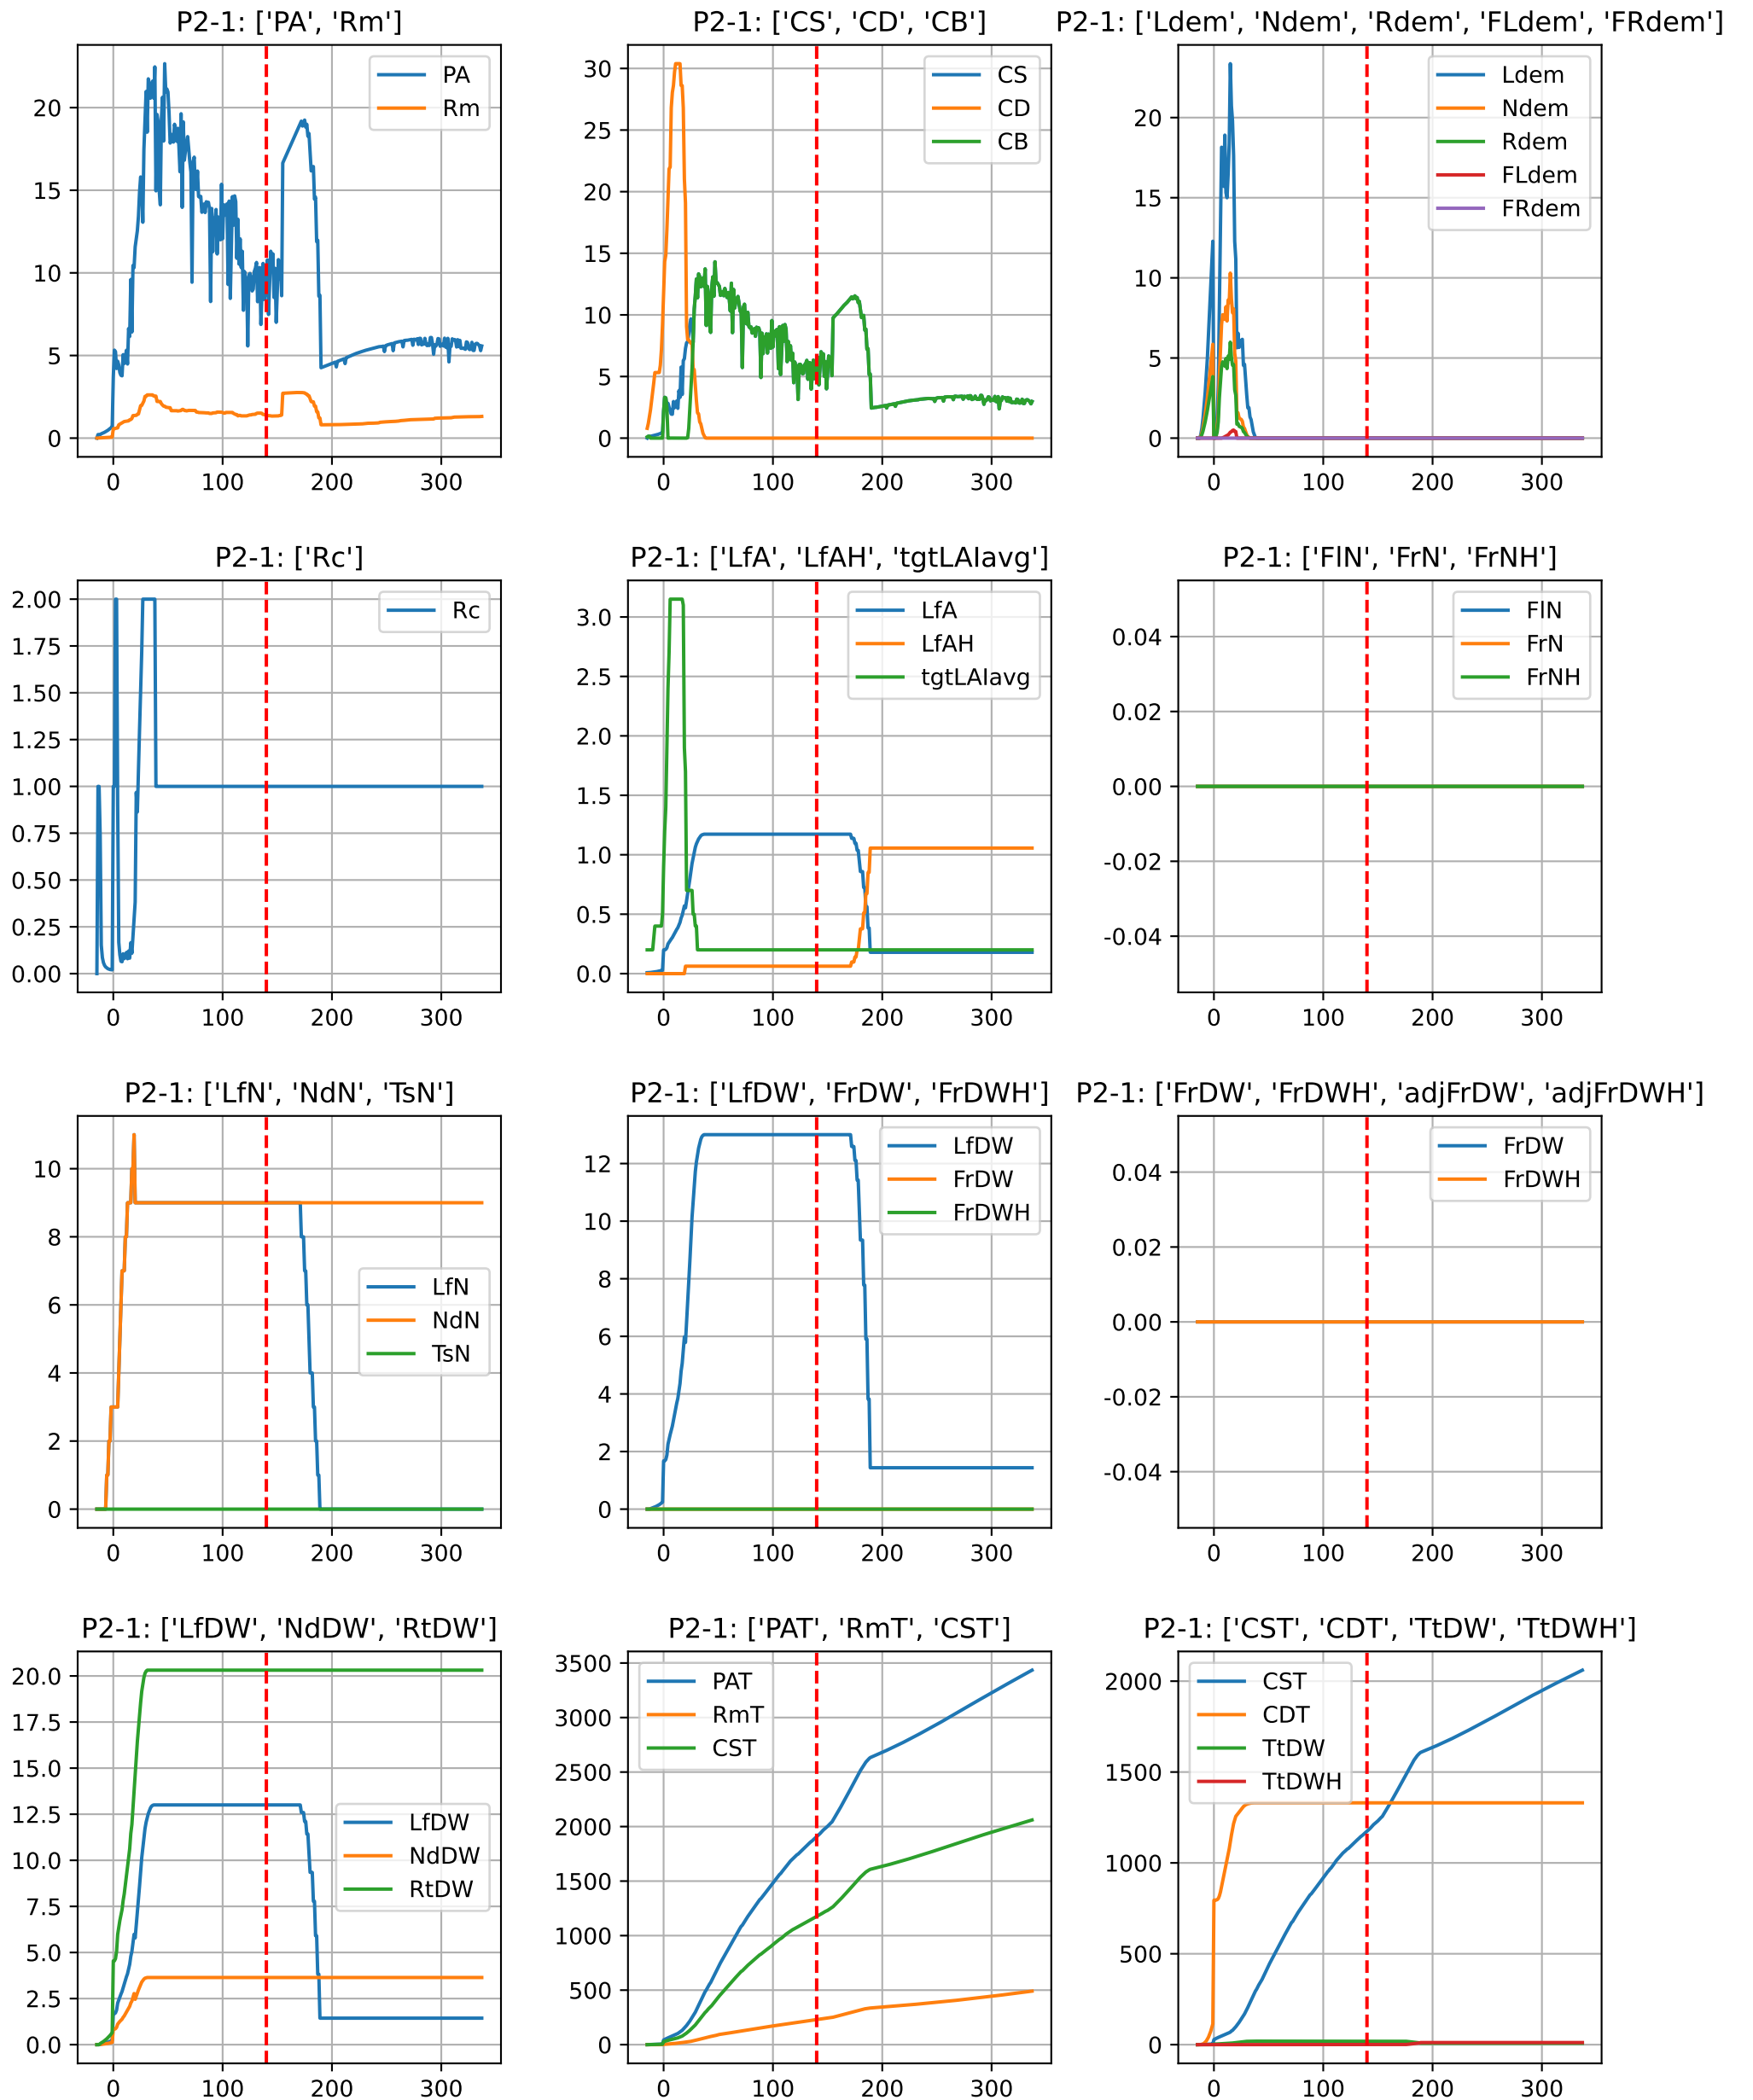 P2-1: ['PA', 'Rm']
20
15
10
5
0
0 100 200 300
PA
Rm
P2-1: ['CS', 'CD', 'CB']
30
25
20
15
10
5
0
0 100 200 300
CS
CD
CB
P2-1: ['Ldem', 'Ndem', 'Rdem', 'FLdem', 'FRdem']
20
15
10
5
0
0 100 200 300
Ldem
Ndem
Rdem
FLdem
FRdem
P2-1: ['Rc']
2.00
1.75
1.50
1.25
1.00
0.75
0.50
0.25
0.00
0 100 200 300
Rc
P2-1: ['LfA', 'LfAH', 'tgtLAIavg']
3.0
2.5
2.0
1.5
1.0
0.5
0.0
0 100 200 300
LfA
LfAH
tgtLAIavg
P2-1: ['FlN', 'FrN', 'FrNH']
0.04
0.02
0.00
-0.02
-0.04
0 100 200 300
FlN
FrN
FrNH
P2-1: ['LfN', 'NdN', 'TsN']
10
8
6
4
2
0
0 100 200 300
LfN
NdN
TsN
P2-1: ['LfDW', 'FrDW', 'FrDWH']
12
10
8
6
4
2
0
0 100 200 300
LfDW
FrDW
FrDWH
P2-1: ['FrDW', 'FrDWH', 'adjFrDW', 'adjFrDWH']
0.04
0.02
0.00
-0.02
-0.04
0 100 200 300
FrDW
FrDWH
P2-1: ['LfDW', 'NdDW', 'RtDW']
20.0
17.5
15.0
12.5
10.0
7.5
5.0
2.5
0.0
0 100 200 300
LfDW
NdDW
RtDW
P2-1: ['PAT', 'RmT', 'CST']
3500
3000
2500
2000
1500
1000
500
0
0 100 200 300
PAT
RmT
CST
P2-1: ['CST', 'CDT', 'TtDW', 'TtDWH']
2000
1500
1000
500
0
0 100 200 300
CST
CDT
TtDW
TtDWH